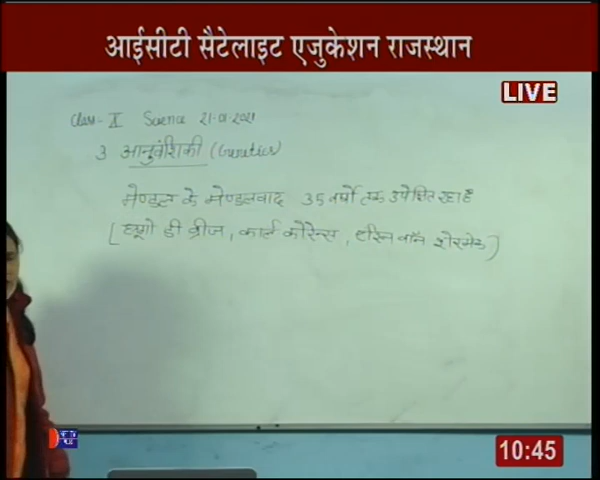 आईसीटी सैटेलाइट एजुकेशन राजस्थान
LIVE
Class - X Science 21-01-2021
3 आनुवंशिकी (Genetics)
मेण्डल के मेण्डलवाद 35 वर्षो तक उपेक्षित रहा है
[ ह्यूगो डी व्रीज, कार्ल कोरेन्स, एरिन वॉन शेरमेक ]
10:45